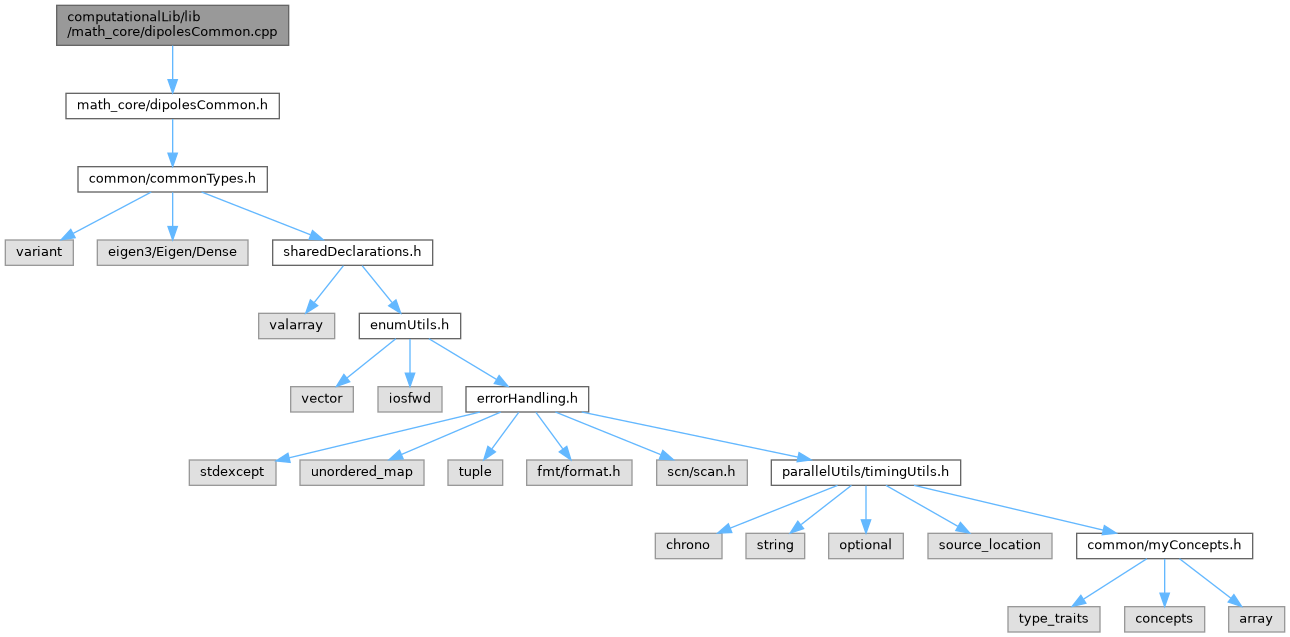 computationalLib/lib
/math_core/dipolesCommon.cpp
math_core/dipolesCommon.h
common/commonTypes.h
variant
eigen3/Eigen/Dense
sharedDeclarations.h
valarray
enumUtils.h
vector
iosfwd
errorHandling.h
stdexcept
unordered_map
tuple
fmt/format.h
scn/scan.h
parallelUtils/timingUtils.h
chrono
string
optional
source_location
common/myConcepts.h
type_traits
concepts
array